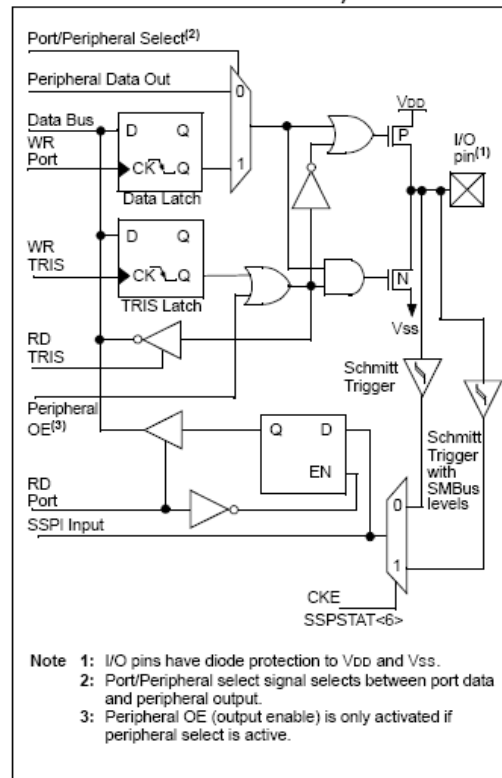 Port/Peripheral Select(2)
Peripheral Data Out
Data Bus
WR
Port
D Q
CK Q
Data Latch
0
1
VDD
P
I/O
pin(1)
WR
TRIS
D Q
CK Q
TRIS Latch
N
Vss
RD
TRIS
Schmitt
Trigger
Peripheral
OE(3)
Q D
EN
Schmitt
Trigger
with
SMBus
levels
RD
Port
SSPI Input
0
1
CKE
SSPSTAT<6>
Note 1: I/O pins have diode protection to VDD and Vss.
2: Port/Peripheral select signal selects between port data
and peripheral output.
3: Peripheral OE (output enable) is only activated if
peripheral select is active.